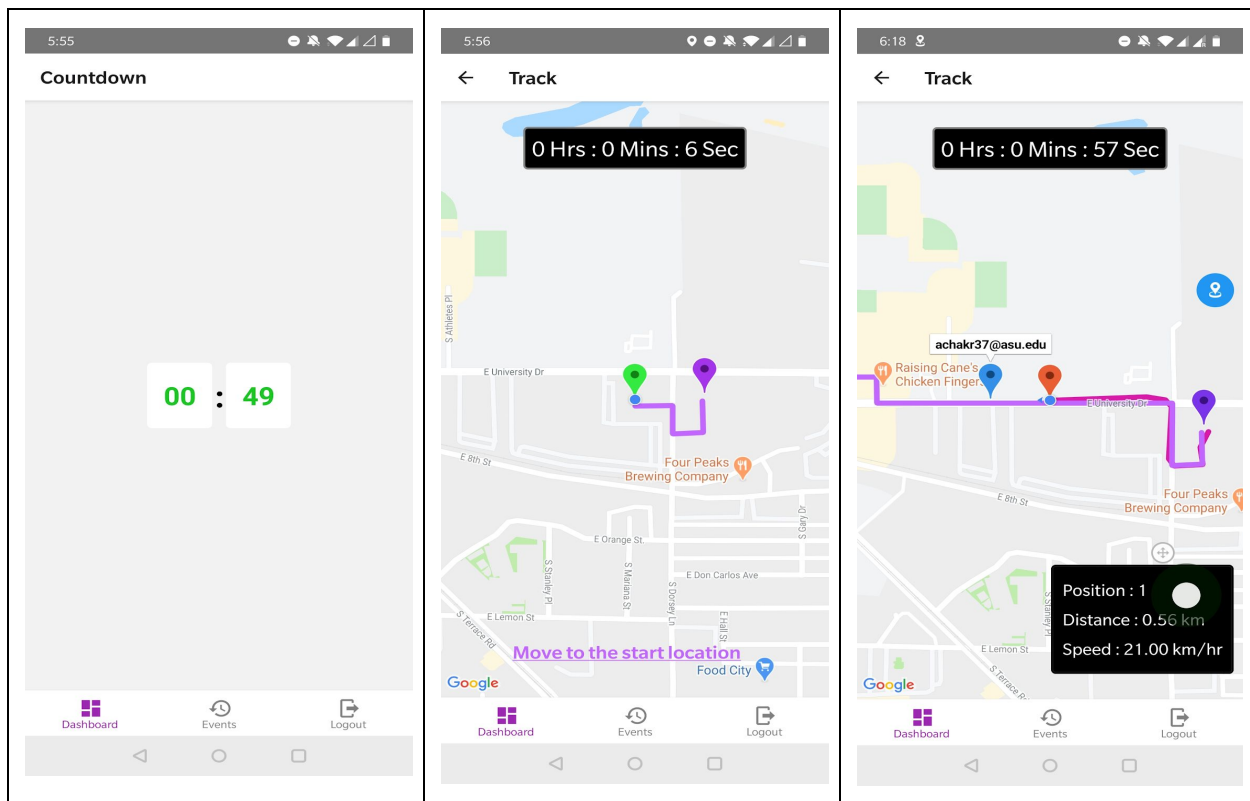 5:55
Countdown
00 : 49
Dashboard
Events
Logout
5:56
Track
0 Hrs : 0 Mins : 6 Sec
S Athletes Pl
E University Dr
E 8th St
Four Peaks
Brewing Company
S Gary Dr
E Orange St
S Stanley Pl
S Mariana St
E Don Carlos Ave
S Dorsey Ln
E Hall St
E Lemon St
S Terrace Rd
Move to the start location
Food City
Google
Dashboard
Events
Logout
6:18
Track
0 Hrs : 0 Mins : 57 Sec
achakr37@asu.edu
Raising Cane's
Chicken Finger
E University Dr
E 8th St
Four Peaks
Brewing Company
Position : 1
Distance : 0.56 km
Speed : 21.00 km/hr
S Stanley Pl
E Lemon St
S Terrace Rd
Google
Dashboard
Events
Logout